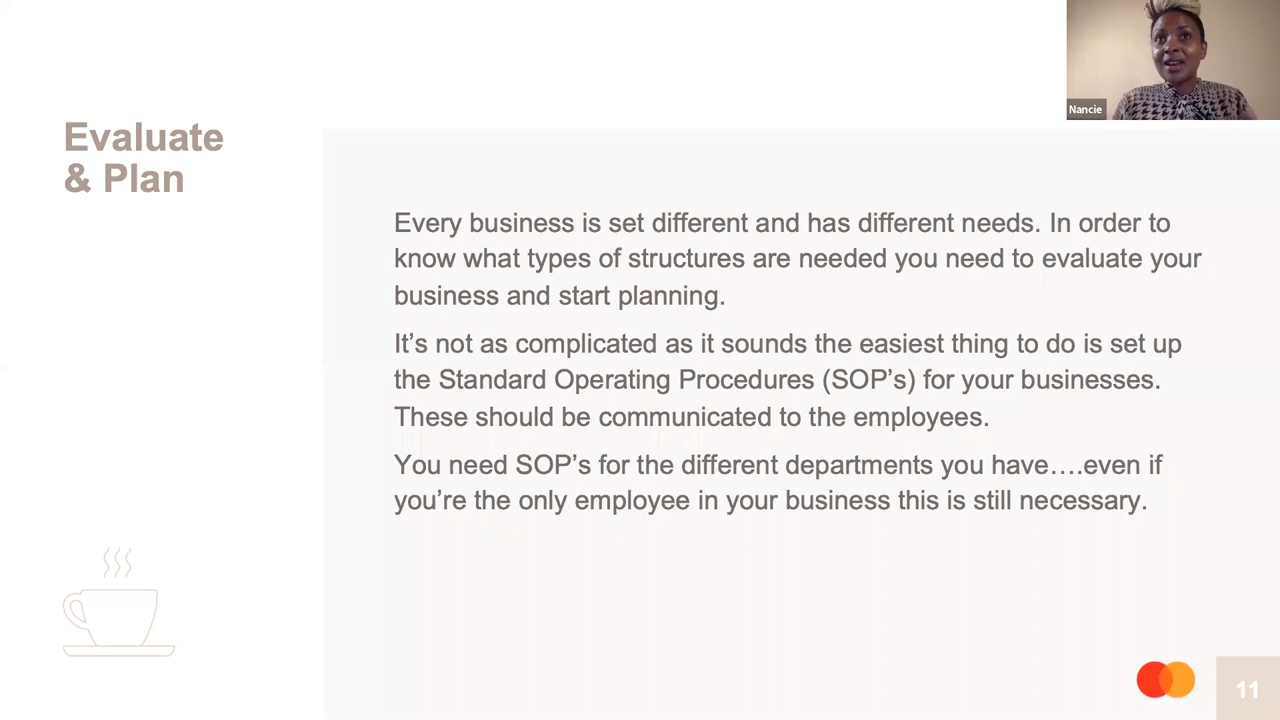 Nancie
Evaluate
& Plan
Every business is set different and has different needs. In order to
know what types of structures are needed you need to evaluate your
business and start planning.
It’s not as complicated as it sounds the easiest thing to do is set up
the Standard Operating Procedures (SOP’s) for your businesses.
These should be communicated to the employees.
You need SOP’s for the different departments you have….even if
you’re the only employee in your business this is still necessary.
11